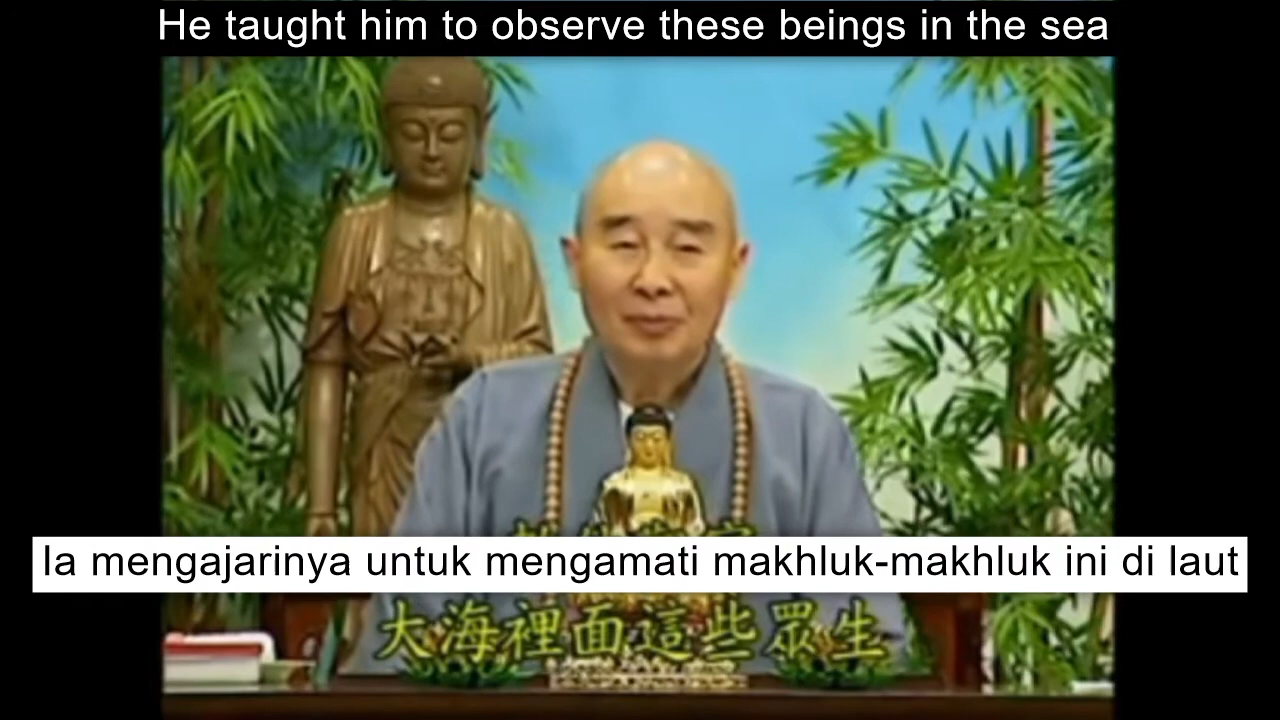 He taught him to observe these beings in the sea
Ia mengajarinya untuk mengamati makhluk-makhluk ini di laut
大海裡面這些眾生